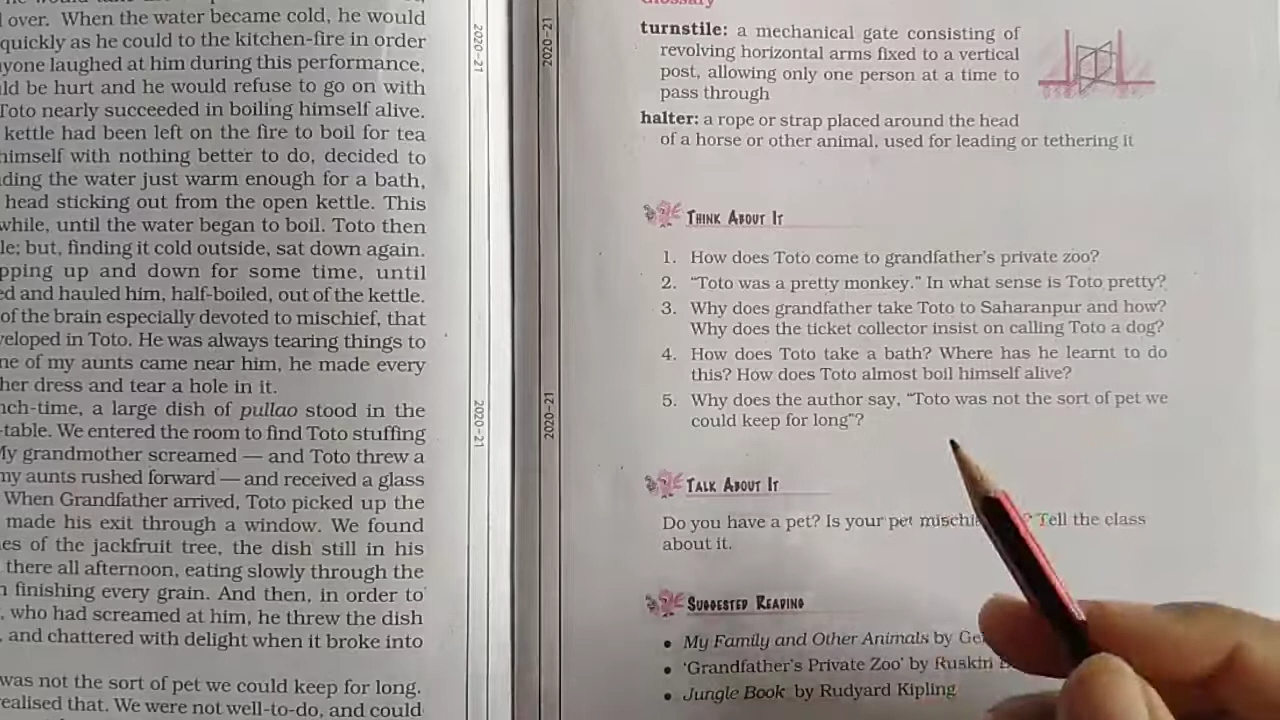 over. When the water became cold, he would
quickly as he could to the kitchen-fire in order
anyone laughed at him during this performance,
be hurt and he would refuse to go on with
Toto nearly succeeded in boiling himself alive.
kettle had been left on the fire to boil for tea
himself with nothing better to do, decided to
the water just warm enough for a bath,
head sticking out from the open kettle. This
while, until the water began to boil. Toto then
but, finding it cold outside, sat down again.
up and down for some time, until
and hauled him, half-boiled, out of the kettle.
of the brain especially devoted to mischief, that
in Toto. He was always tearing things to
of my aunts came near him, he made every
her dress and tear a hole in it.
a large dish of pullao stood in the
We entered the room to find Toto stuffing
My grandmother screamed — and Toto threw a
my aunts rushed forward — and received a glass
When Grandfather arrived, Toto picked up the
made his exit through a window. We found
of the jackfruit tree, the dish still in his
there all afternoon, eating slowly through the
finishing every grain. And then, in order to
who had screamed at him, he threw the dish
and chattered with delight when it broke into
was not the sort of pet we could keep for long.
realised that. We were not well-to-do, and could
2020-21
2020-21
2020-21
2020-21
Glossary
turnstile: a mechanical gate consisting of
revolving horizontal arms fixed to a vertical
post, allowing only one person at a time to
pass through
halter: a rope or strap placed around the head
of a horse or other animal, used for leading or tethering it
THINK ABOUT IT
1. How does Toto come to grandfather's private zoo?
2. “Toto was a pretty monkey.” In what sense is Toto pretty?
3. Why does grandfather take Toto to Saharanpur and how?
Why does the ticket collector insist on calling Toto a dog?
4. How does Toto take a bath? Where has he learnt to do
this? How does Toto almost boil himself alive?
5. Why does the author say, “Toto was not the sort of pet we
could keep for long”?
TALK ABOUT IT
Do you have a pet? Is your pet Tell the class
about it.
SUGGESTED READING
• My Family and Other Animals by
• ‘Grandfather's Private Zoo’ by Ruskin
• Jungle Book by Rudyard Kipling